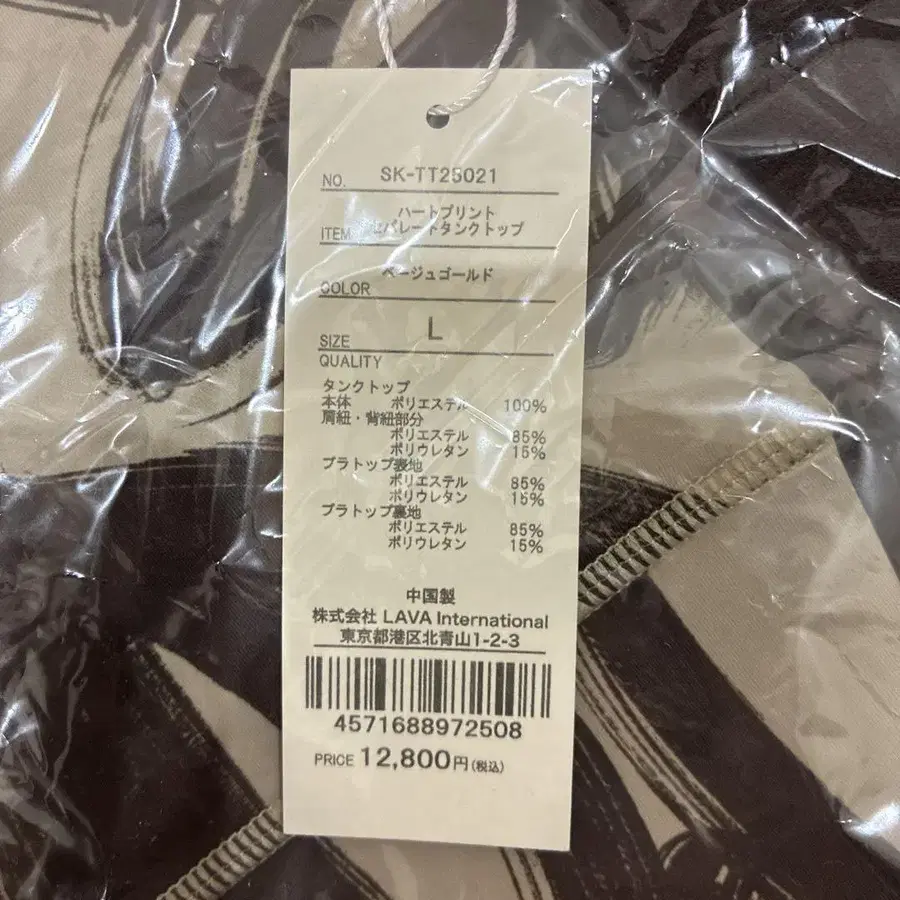 NO. SK-TT25021
ハートプリント
ITEM セパレートタンクトップ
ベージュゴールド
COLOR
SIZE L
QUALITY
タンクトップ
本体 ポリエステル 100%
肩紐・背紐部分
ポリエステル 85%
ポリウレタン 15%
ブラトップ表地
ポリエステル 85%
ポリウレタン 15%
ブラトップ裏地
ポリエステル 85%
ポリウレタン 15%
中国製
株式会社 LAVA International
東京都港区北青山1-2-3
4571688972508
PRICE 12,800円(税込)